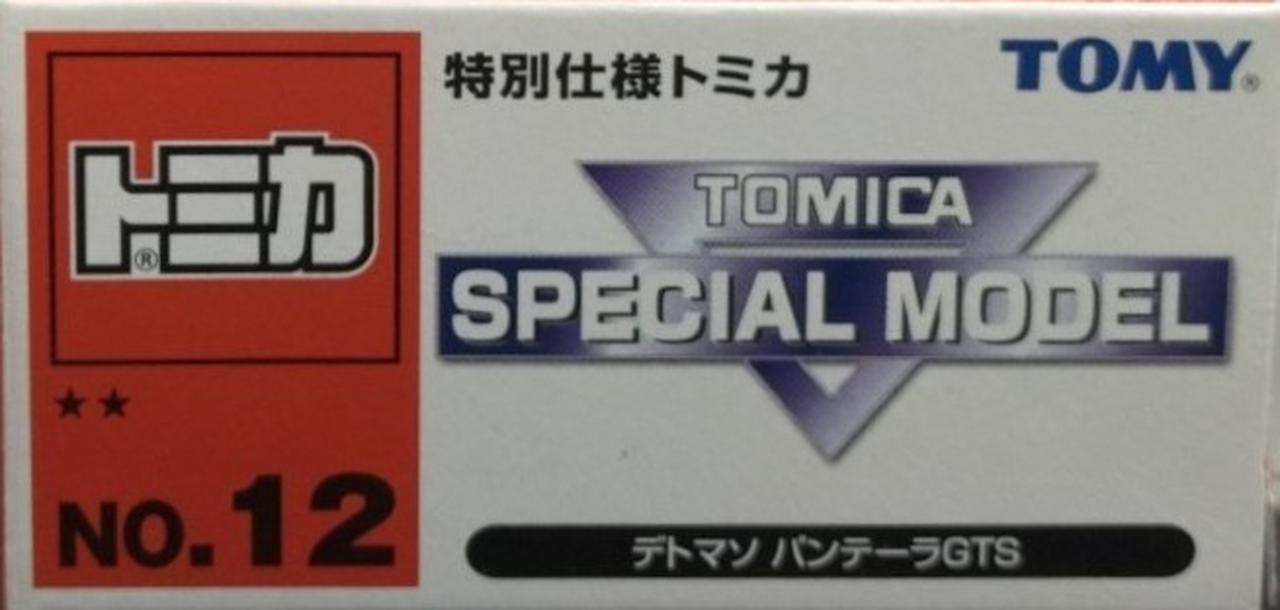 トミカ®
★★
NO.12
特別仕様トミカ
TOMY®
TOMICA
SPECIAL MODEL
デトマソ パンテーラGTS